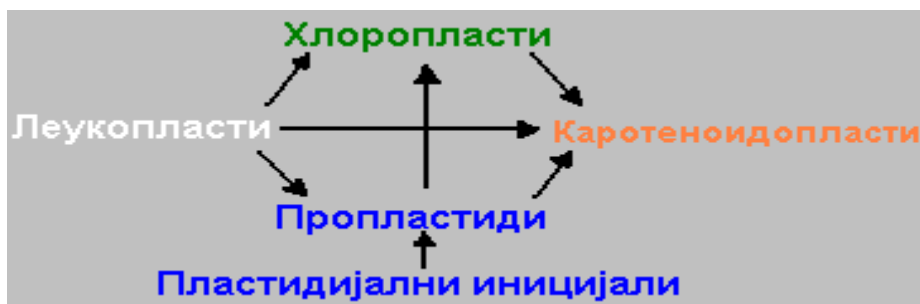 Хлоропласти
Леукопласти
Каротеноидопласти
Пропластиди
Пластидијални иницијали